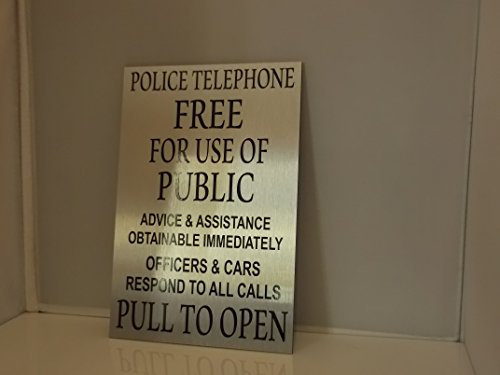 POLICE TELEPHONE
FREE
FOR USE OF
PUBLIC
ADVICE & ASSISTANCE
OBTAINABLE IMMEDIATELY
OFFICERS & CARS
RESPOND TO ALL CALLS
PULL TO OPEN